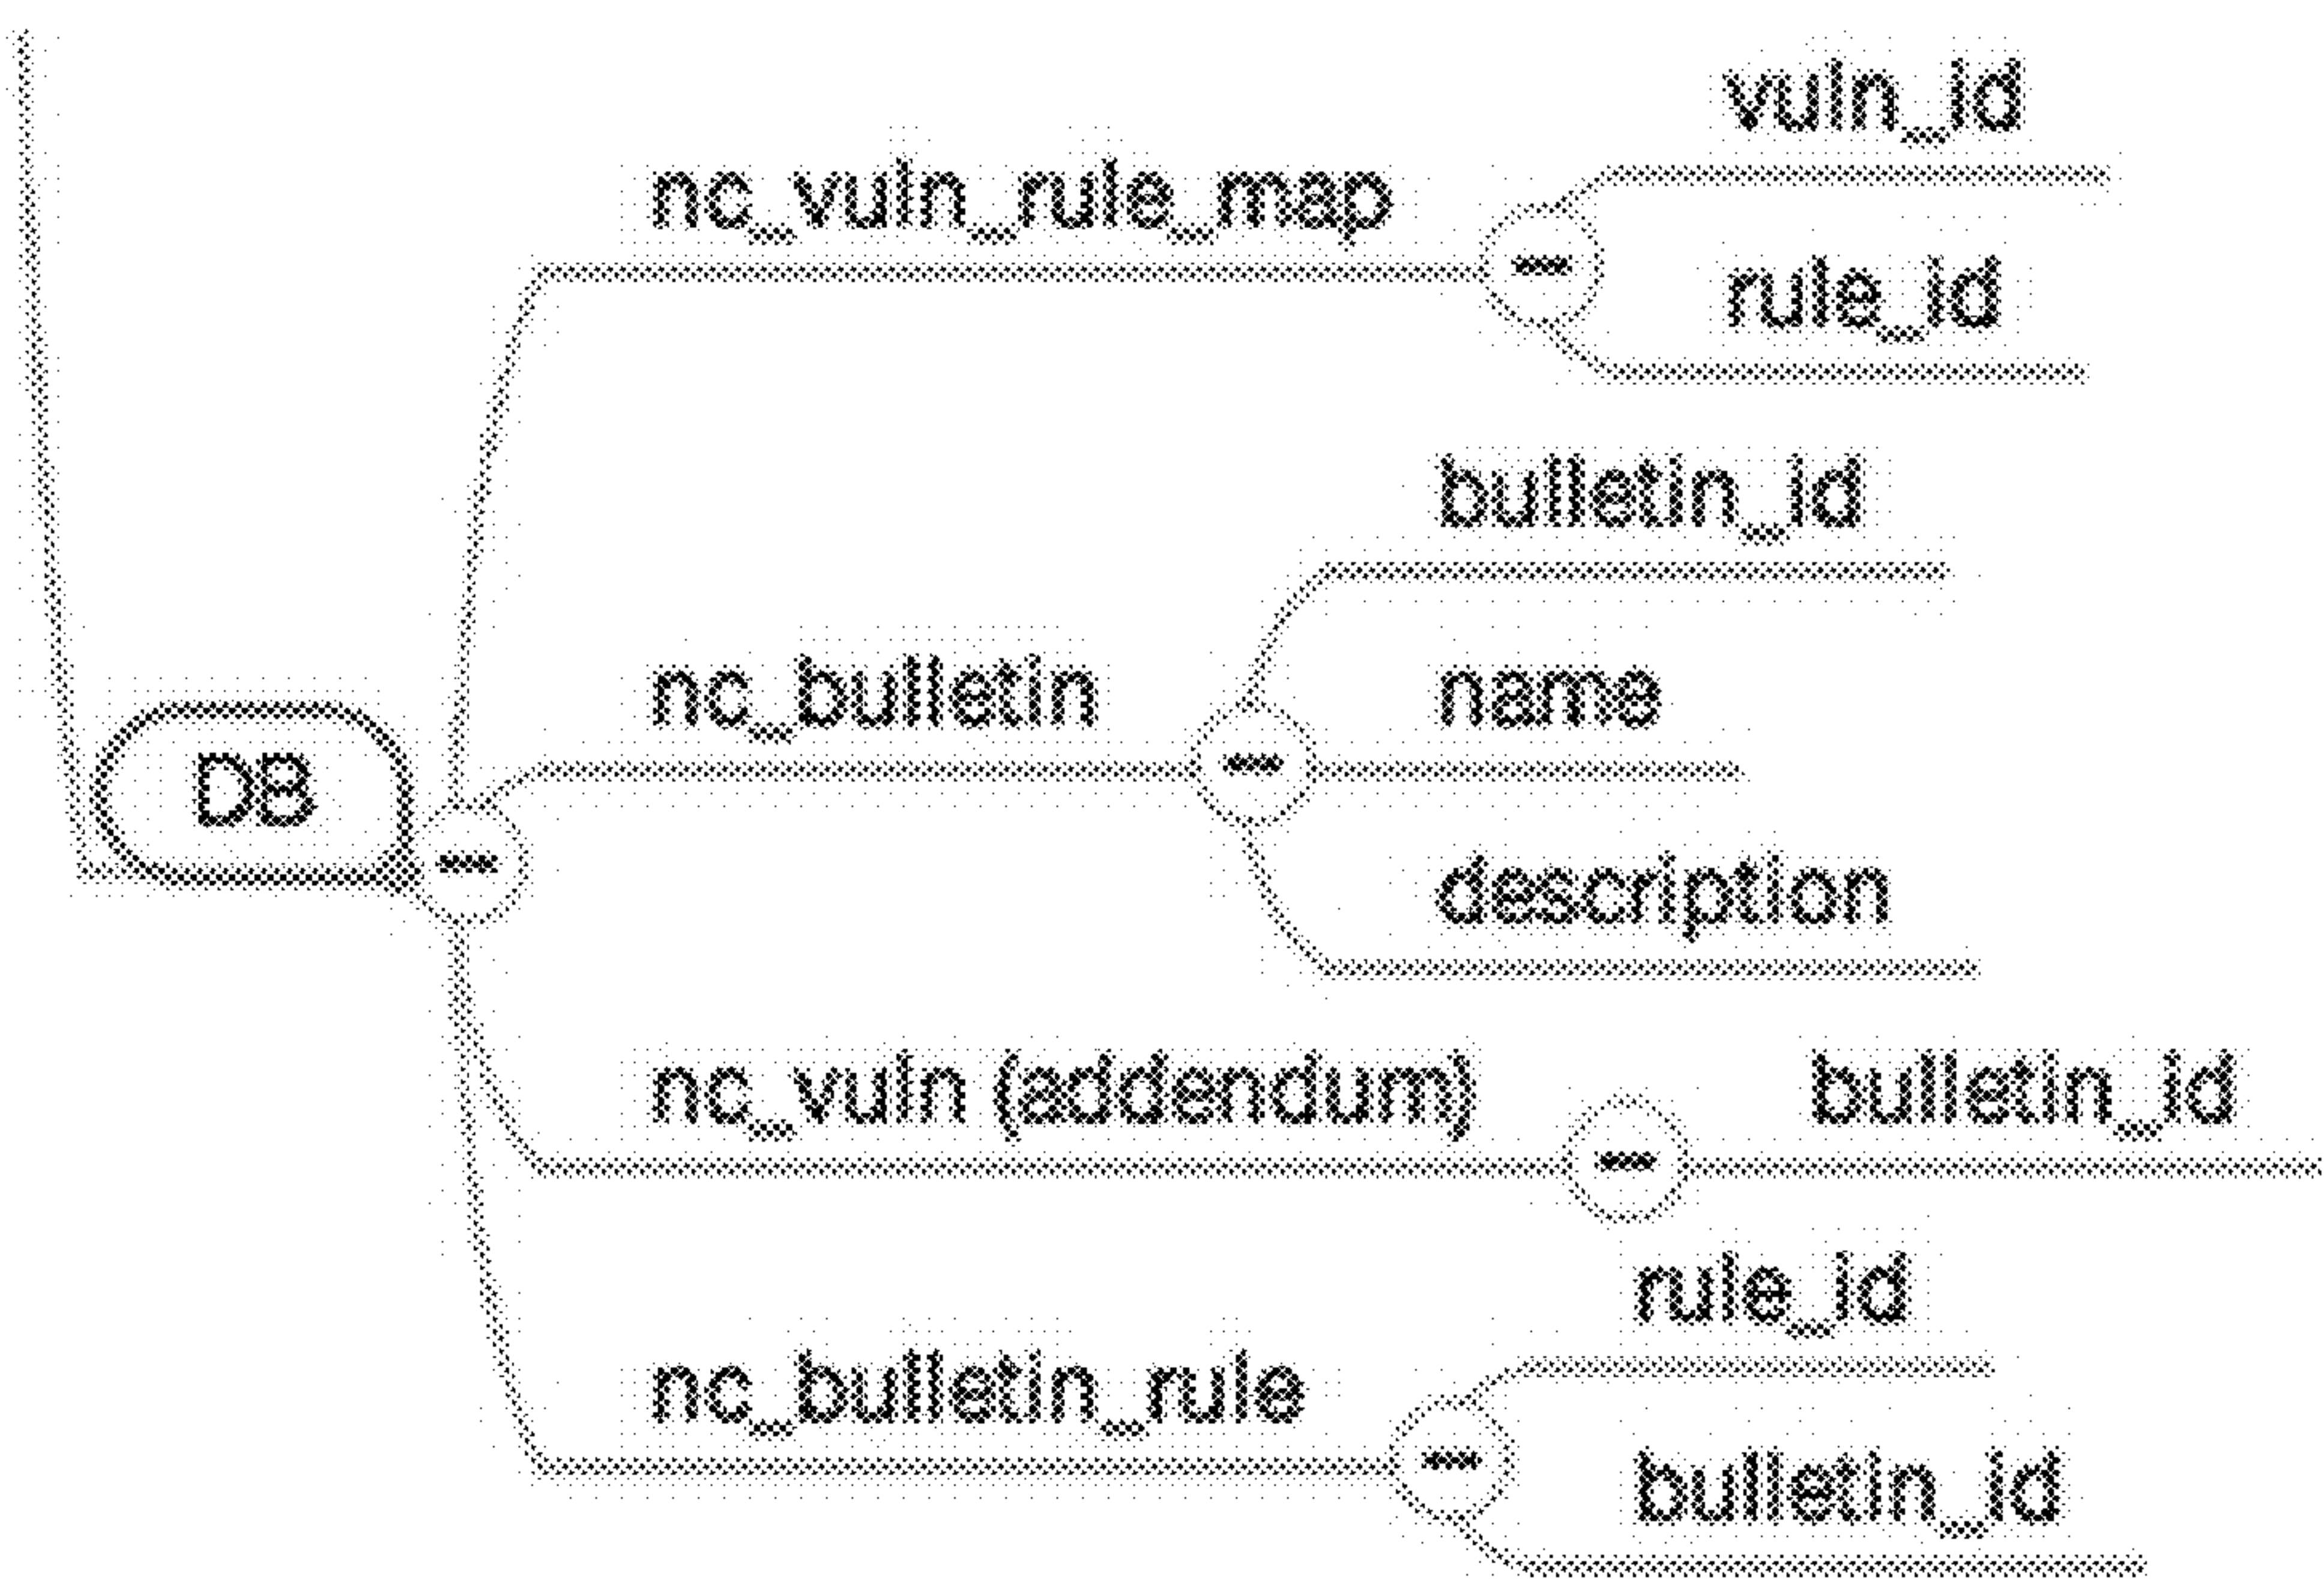 vuln_id
nc_vuln_rule_map
rule_id
bulletin_id
nc_bulletin
name
DB
description
nc_vuln (addendum)
bulletin_id
rule_id
nc_bulletin_rule
bulletin_id